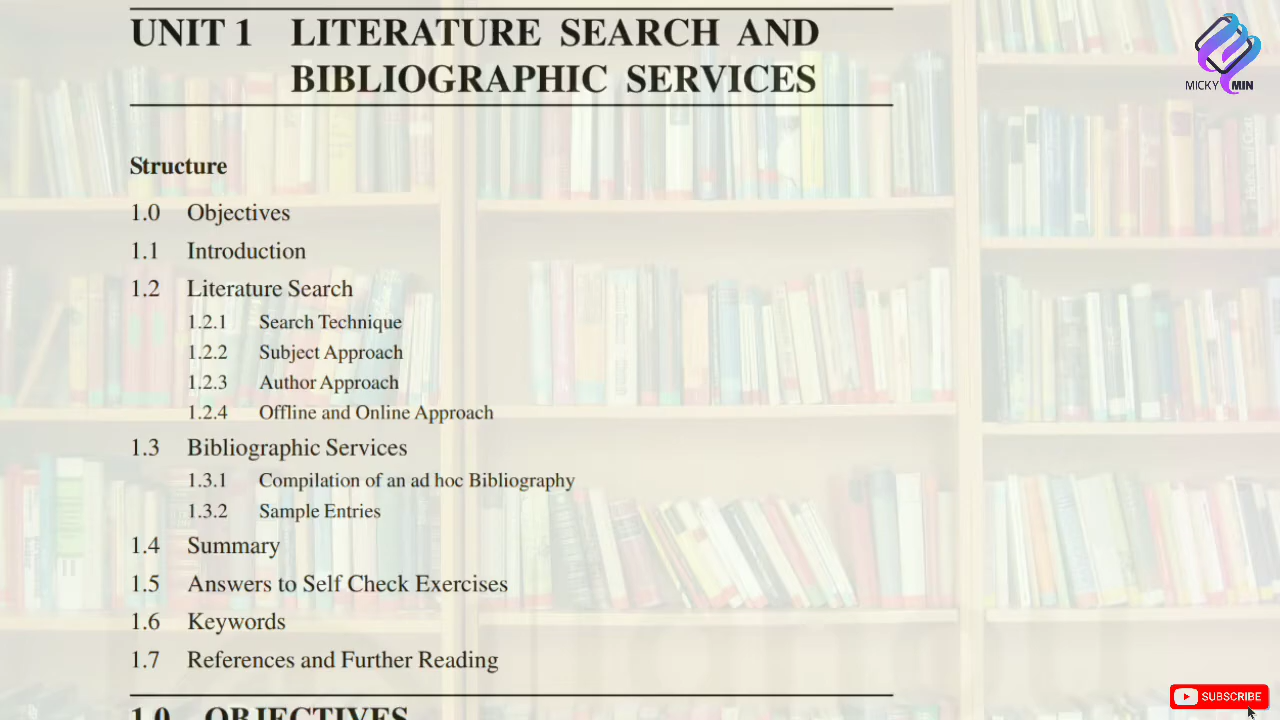 UNIT 1 LITERATURE SEARCH AND
BIBLIOGRAPHIC SERVICES
MICKY MIN
Structure
1.0 Objectives
1.1 Introduction
1.2 Literature Search
1.2.1 Search Technique
1.2.2 Subject Approach
1.2.3 Author Approach
1.2.4 Offline and Online Approach
1.3 Bibliographic Services
1.3.1 Compilation of an ad hoc Bibliography
1.3.2 Sample Entries
1.4 Summary
1.5 Answers to Self Check Exercises
1.6 Keywords
1.7 References and Further Reading
SUBSCRIBE
1.0 OBJECTIVES